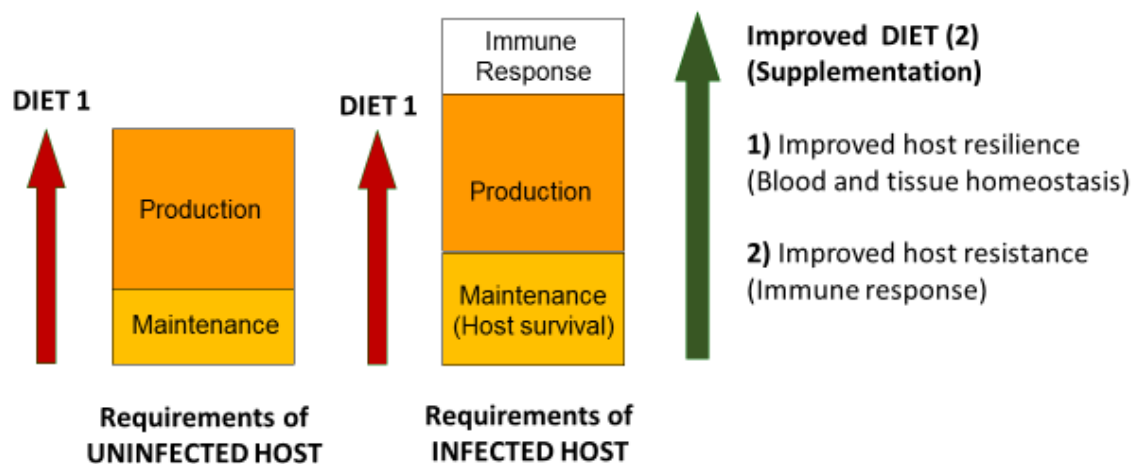 DIET 1
Production
Maintenance
Requirements of
UNINFECTED HOST
DIET 1
Immune
Response
Production
Maintenance
(Host survival)
Requirements of
INFECTED HOST
Improved DIET (2)
(Supplementation)
1) Improved host resilience
(Blood and tissue homeostasis)
2) Improved host resistance
(Immune response)